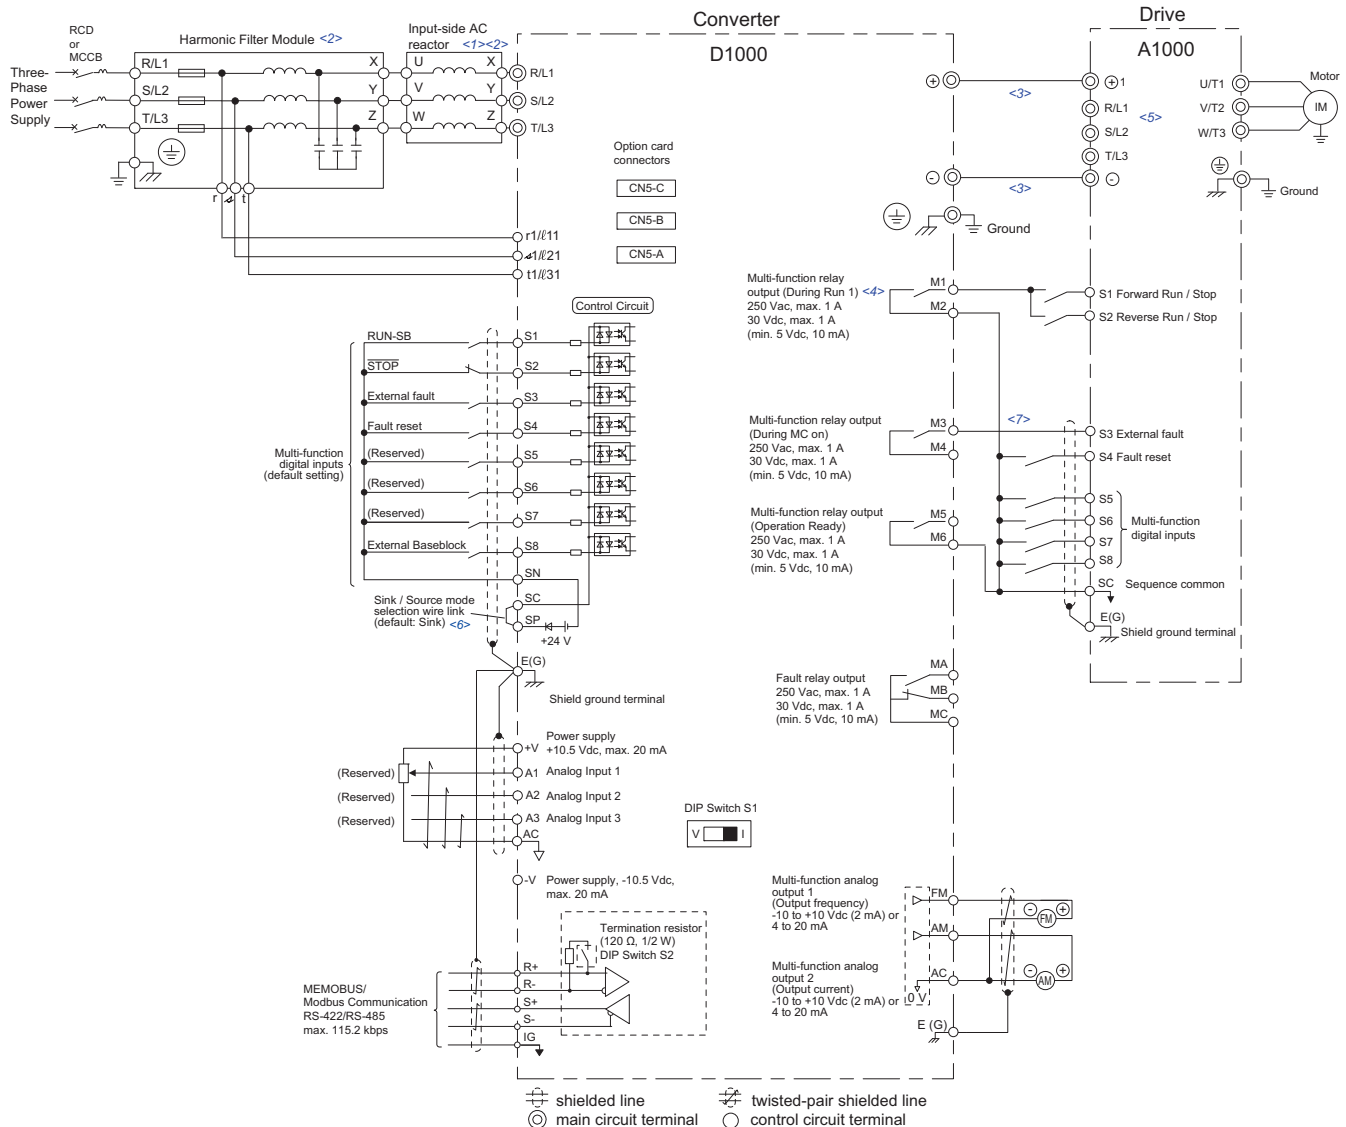 Converter
Drive
RCD
or
MCCB
Harmonic Filter Module <2>
Input-side AC
reactor <1><2>
D1000
A1000
Three-
Phase
Power
Supply
R/L1
S/L2
T/L3
X
Y
Z
U
V
W
X
Y
Z
R/L1
S/L2
T/L3
r
t
+
-
<3>
<3>
+1
R/L1
S/L2
T/L3
-
<5>
U/T1
V/T2
W/T3
Motor
IM
Ground
Ground
Option card
connectors
CN5-C
CN5-B
CN5-A
r1/ℓ11
1/ℓ21
t1/ℓ31
Control Circuit
Multi-function
digital inputs
(default setting)
RUN-SB
S1
STOP
S2
External fault
S3
Fault reset
S4
(Reserved)
S5
(Reserved)
S6
(Reserved)
S7
External Baseblock
S8
SN
SC
SP
+24 V
Sink / Source mode
selection wire link
(default: Sink) <6>
E(G)
Shield ground terminal
Multi-function relay
output (During Run 1) <4>
250 Vac, max. 1 A
30 Vdc, max. 1 A
(min. 5 Vdc, 10 mA)
M1
M2
S1 Forward Run / Stop
S2 Reverse Run / Stop
Multi-function relay output
(During MC on)
250 Vac, max. 1 A
30 Vdc, max. 1 A
(min. 5 Vdc, 10 mA)
M3
M4
<7>
S3 External fault
S4 Fault reset
Multi-function relay output
(Operation Ready)
250 Vac, max. 1 A
30 Vdc, max. 1 A
(min. 5 Vdc, 10 mA)
M5
M6
S5
S6
S7
S8
Multi-function
digital inputs
SC Sequence common
E(G)
Shield ground terminal
Fault relay output
250 Vac, max. 1 A
30 Vdc, max. 1 A
(min. 5 Vdc, 10 mA)
MA
MB
MC
+V
Power supply
+10.5 Vdc, max. 20 mA
(Reserved)
A1 Analog Input 1
(Reserved)
A2 Analog Input 2
(Reserved)
A3 Analog Input 3
AC
-V Power supply, -10.5 Vdc,
max. 20 mA
DIP Switch S1
V I
Termination resistor
(120 Ω, 1/2 W)
DIP Switch S2
MEMOBUS/
Modbus Communication
RS-422/RS-485
max. 115.2 kbps
R+
R-
S+
S-
IG
Multi-function analog
output 1
(Output frequency)
-10 to +10 Vdc (2 mA) or
4 to 20 mA
Multi-function analog
output 2
(Output current)
-10 to +10 Vdc (2 mA) or
4 to 20 mA
FM
AM
AC
0 V
E (G)
- +
FM
- +
AM
shielded line
twisted-pair shielded line
main circuit terminal
control circuit terminal